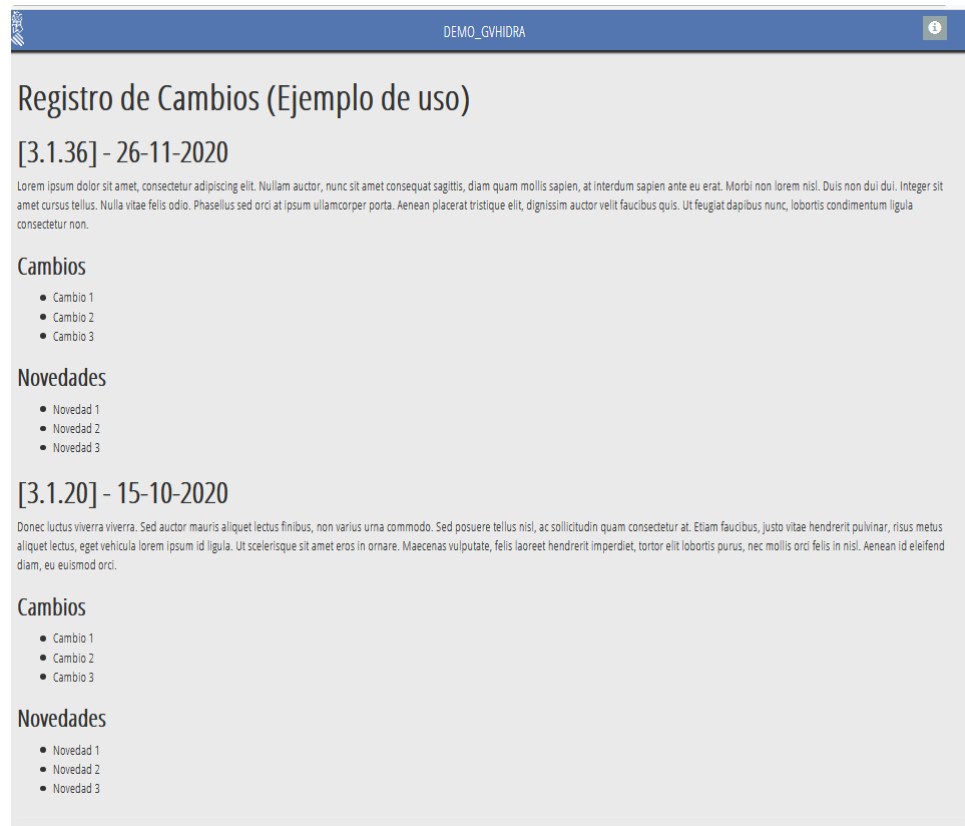 DEMO_GVHIDRA
Registro de Cambios (Ejemplo de uso)
[3.1.36] - 26-11-2020
Lorem ipsum dolor sit amet, consectetur adipiscing elit. Nullam auctor, nunc sit amet consequat sagittis, diam quam mollis sapien, at interdum sapien ante eu erat. Morbi non lorem nisl. Duis non dui dui. Integer sit
amet cursus tellus. Nulla vitae felis odio. Phasellus sed orci at ipsum ullamcorper porta. Aenean placerat tristique elit, dignissim auctor velit faucibus quis. Ut feugiat dapibus nunc, lobortis condimentum ligula
consectetur non.
Cambios
• Cambio 1
• Cambio 2
• Cambio 3
Novedades
• Novedad 1
• Novedad 2
• Novedad 3
[3.1.20] - 15-10-2020
Donec luctus viverra viverra. Sed auctor mauris aliquet lectus finibus, non varius urna commodo. Sed posuere tellus nisl, ac sollicitudin quam consectetur at. Etiam faucibus, justo vitae hendrerit pulvinar, risus metus
aliquet lectus, eget vehicula lorem ipsum id ligula. Ut scelerisque sit amet eros in ornare. Maecenas vulputate, felis laoreet hendrerit imperdiet, tortor elit lobortis purus, nec mollis orci felis in nisl. Aenean id eleifend
diam, eu euismod orci.
Cambios
• Cambio 1
• Cambio 2
• Cambio 3
Novedades
• Novedad 1
• Novedad 2
• Novedad 3